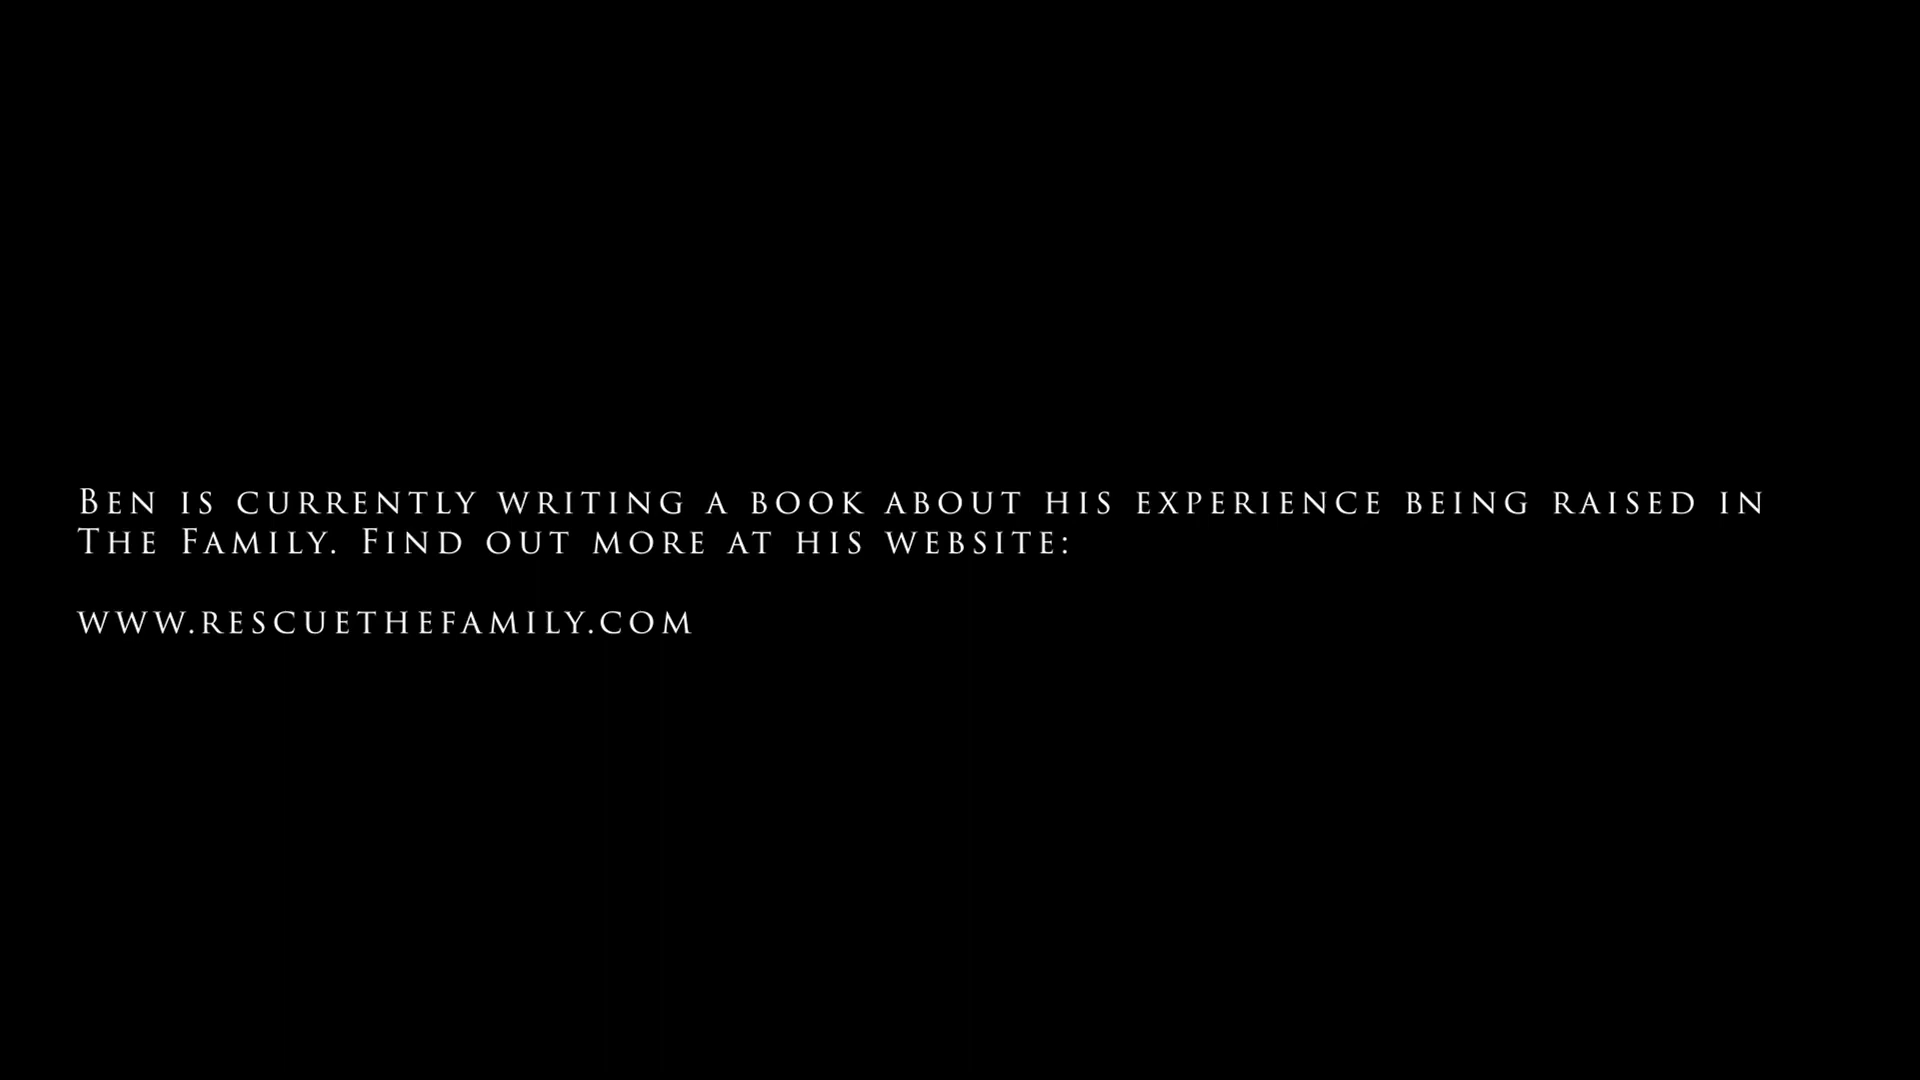 Ben is currently writing a book about his experience being raised in
The Family. Find out more at his website:
www.rescuethefamily.com